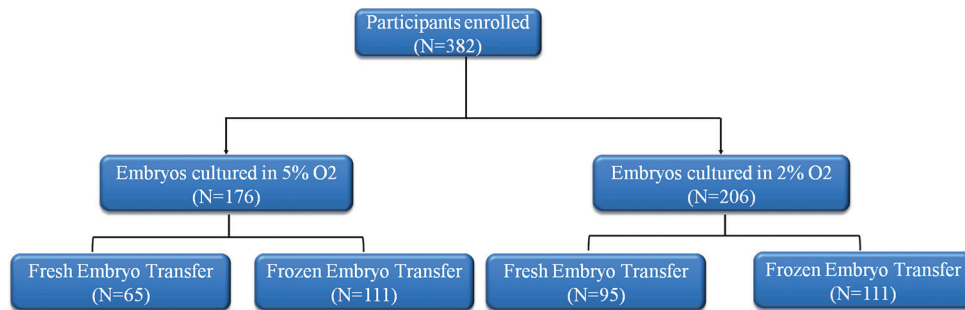 Participants enrolled
(N=382)
Embryos cultured in 5% O2
(N=176)
Embryos cultured in 2% O2
(N=206)
Fresh Embryo Transfer
(N=65)
Frozen Embryo Transfer
(N=111)
Fresh Embryo Transfer
(N=95)
Frozen Embryo Transfer
(N=111)